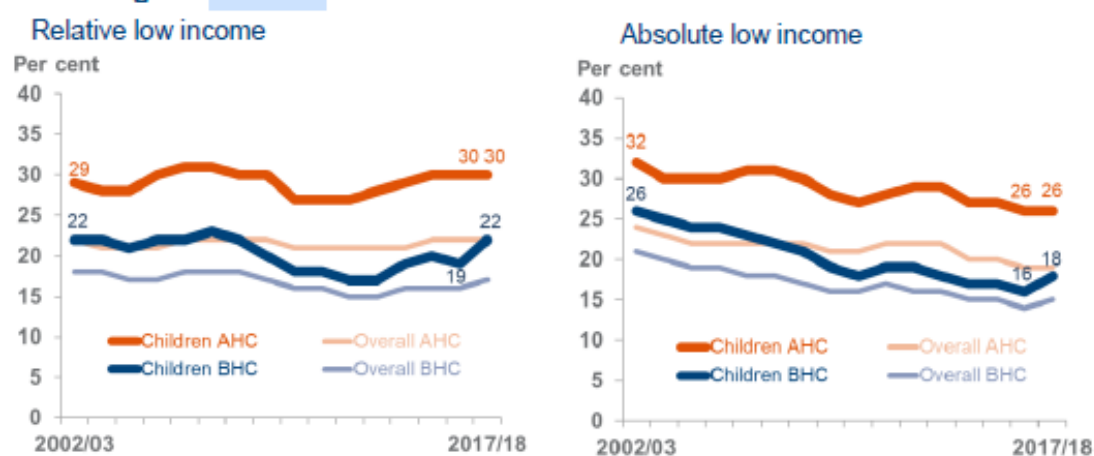 Relative low income
Per cent
40
35
30
25
20
15
10
5
0
29
30 30
22
22
19
Children AHC
Overall AHC
Children BHC
Overall BHC
2002/03
2017/18
Absolute low income
Per cent
40
35
30
25
20
15
10
5
0
32
26 26
26
16
18
Children AHC
Overall AHC
Children BHC
Overall BHC
2002/03
2017/18